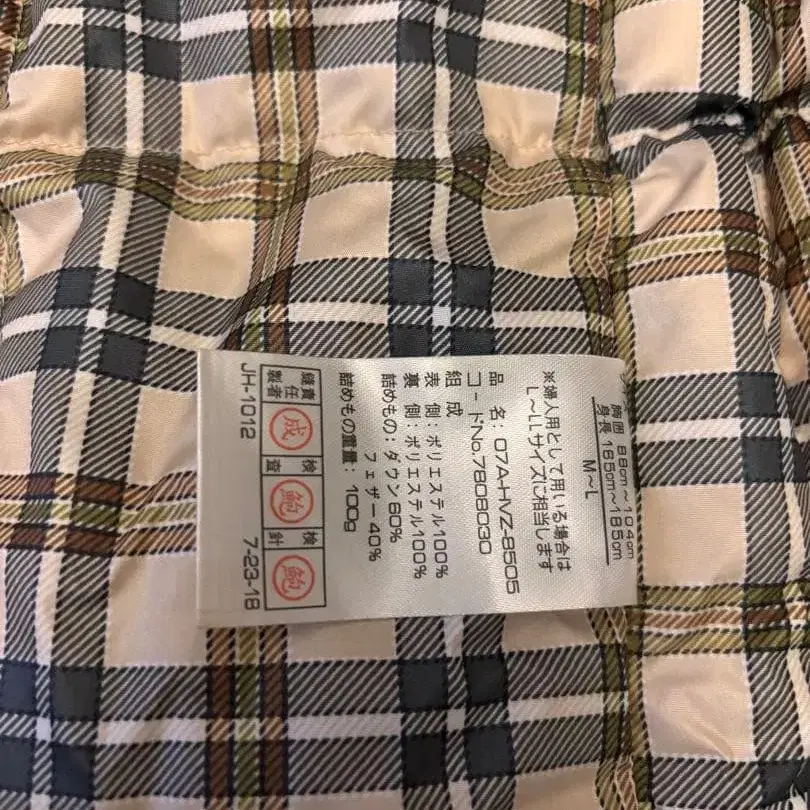 胸囲 88cm~104cm
身長 165cm~185cm
M~L
※婦人用として用いる場合は
L~LLサイズに相当します
品 名: 07A-HVZ-8505
コードNo.7808030
組 成
表 側: ポリエステル100%
裏 側: ポリエステル100%
詰めもの: ダウン60%
フェザー40%
詰めもの重量: 100g
縫製責任者 成 検査 鮑 検針 鮑
JH-1012 7-23-18